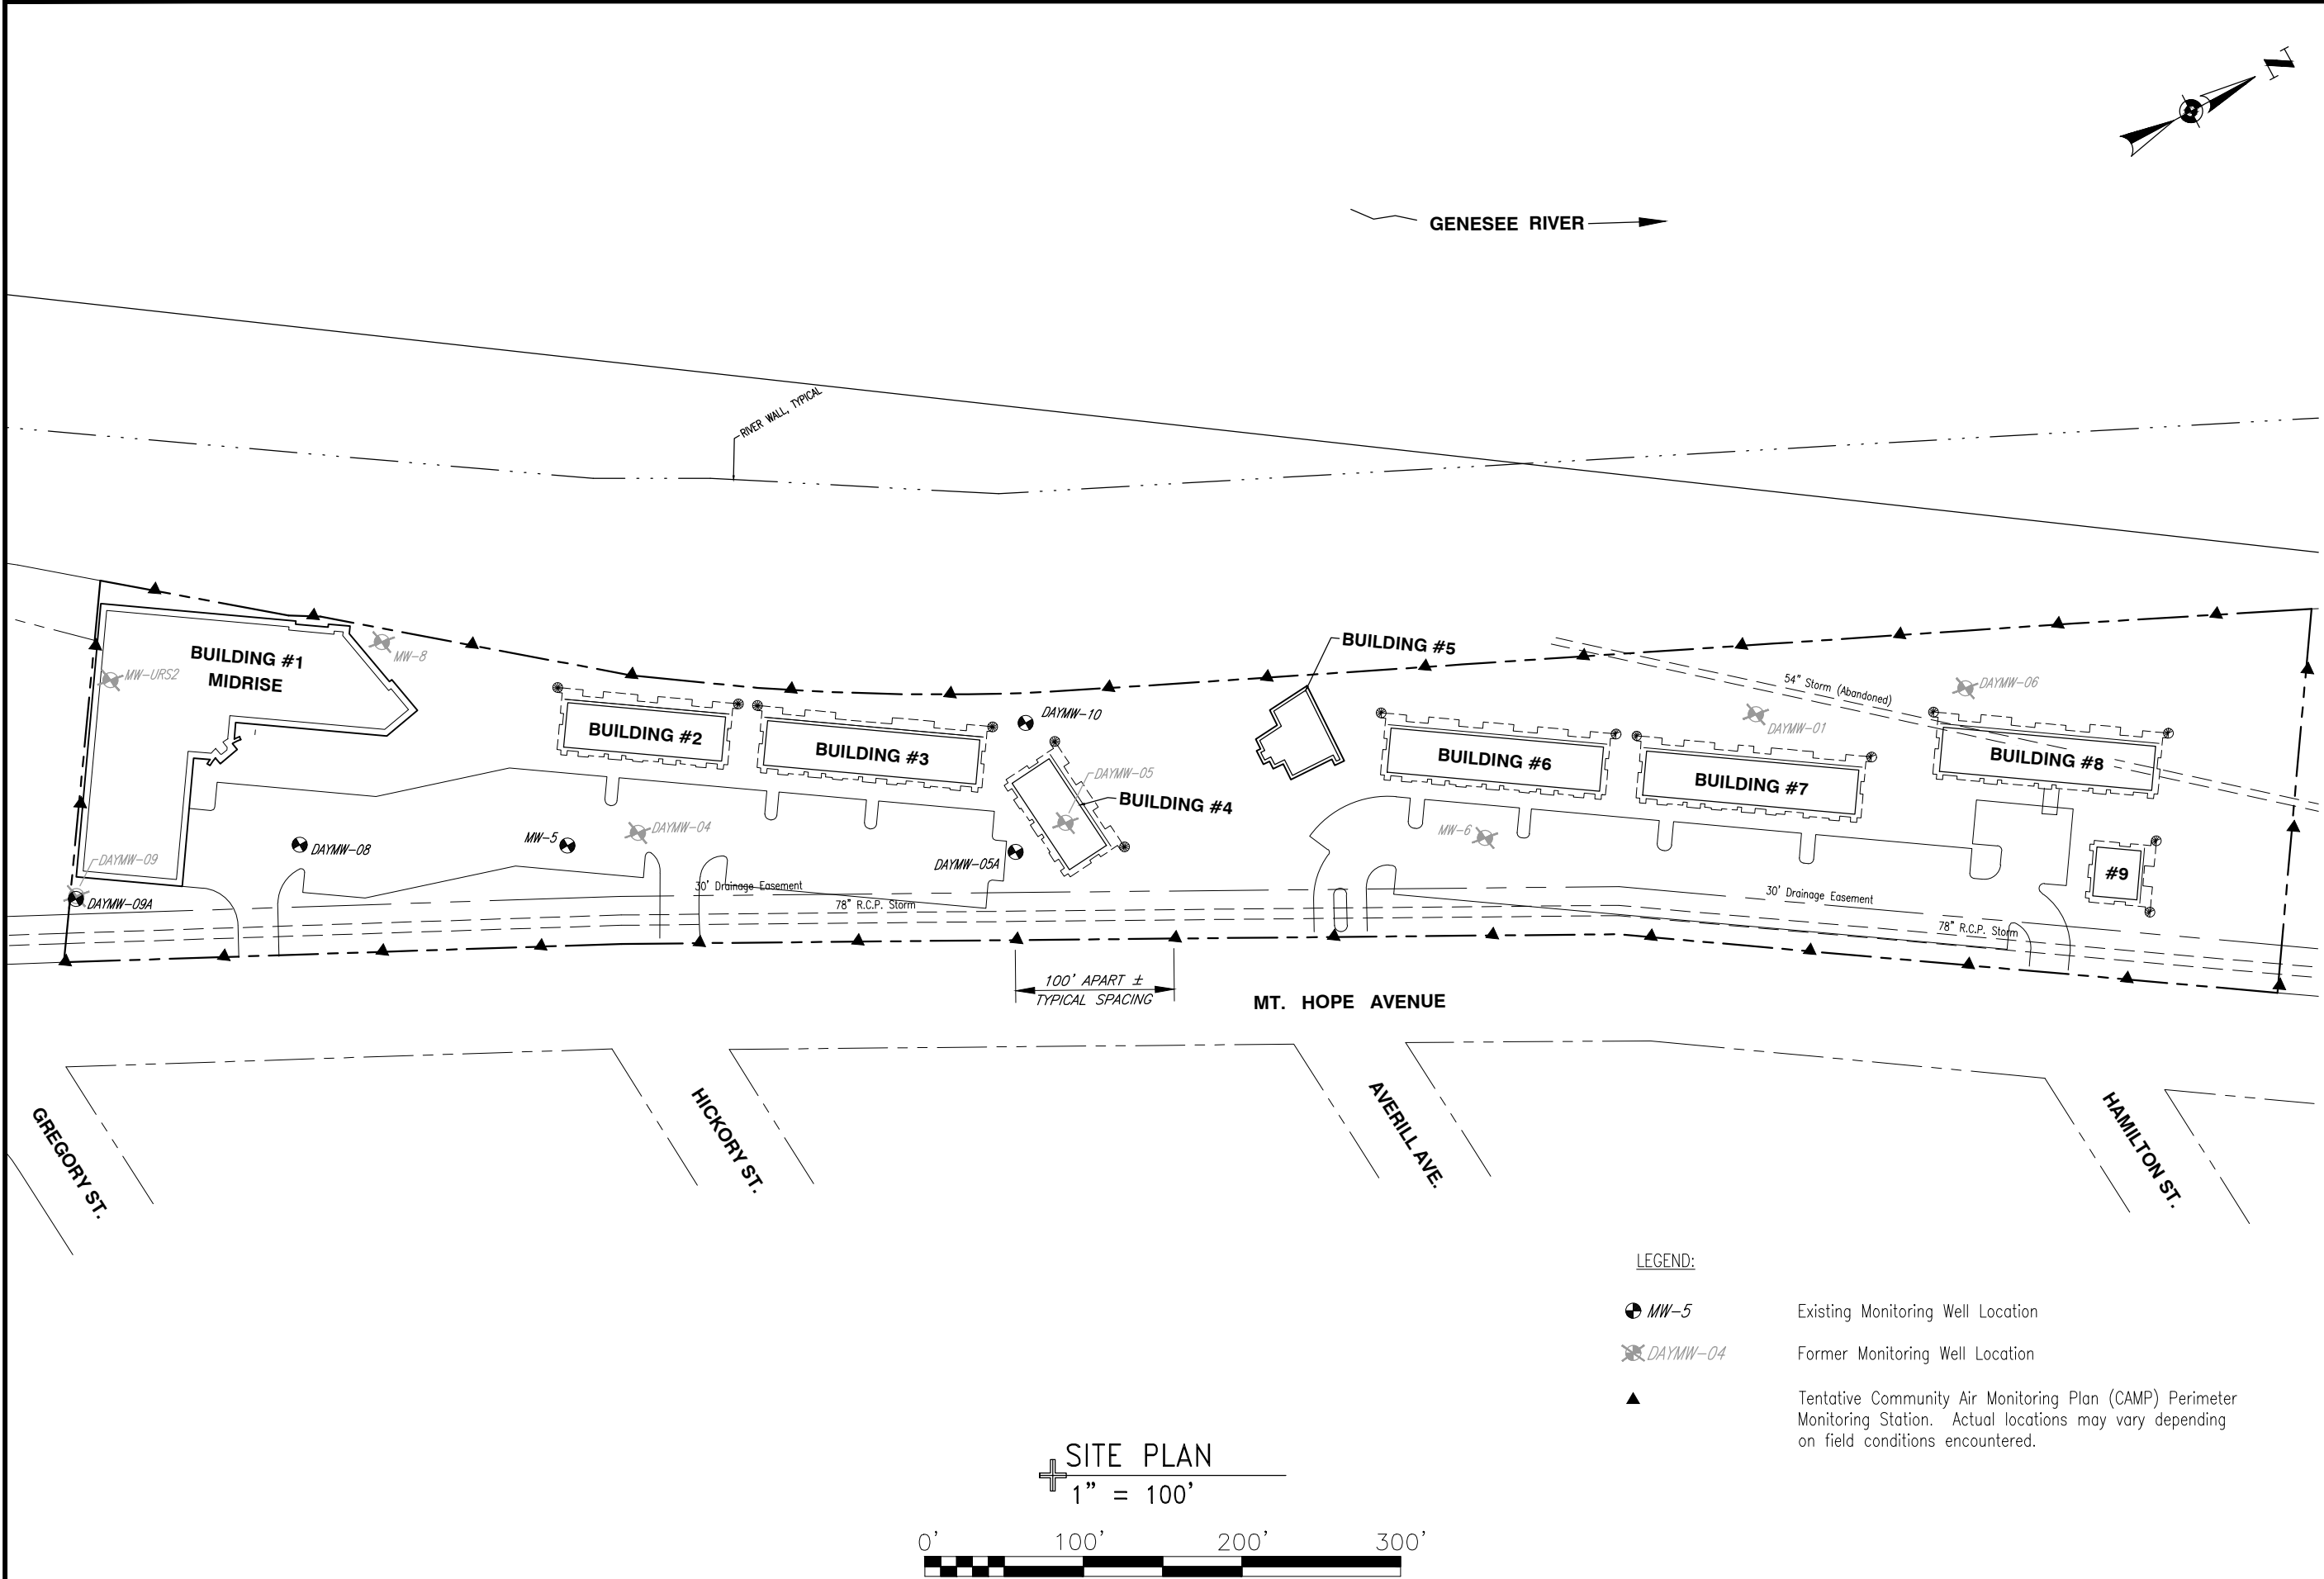 N
GENESEE RIVER
RIVER WALL, TYPICAL
BUILDING #1
MIDRISE
MW-8
MW-URS2
BUILDING #2
BUILDING #3
DAYMW-10
DAYMW-05
BUILDING #4
BUILDING #5
BUILDING #6
BUILDING #7
54" Storm (Abandoned)
DAYMW-06
DAYMW-01
BUILDING #8
#9
DAYMW-09
DAYMW-09A
DAYMW-08
MW-5
DAYMW-04
DAYMW-05A
MW-6
30' Drainage Easement
78" R.C.P. Storm
30' Drainage Easement
78" R.C.P. Storm
100' APART ±
TYPICAL SPACING
MT. HOPE AVENUE
GREGORY ST.
HICKORY ST.
AVERILL AVE.
HAMILTON ST.
LEGEND:
MW-5 Existing Monitoring Well Location
DAYMW-04 Former Monitoring Well Location
Tentative Community Air Monitoring Plan (CAMP) Perimeter
Monitoring Station. Actual locations may vary depending
on field conditions encountered.
SITE PLAN
1" = 100'
0' 100' 200' 300'